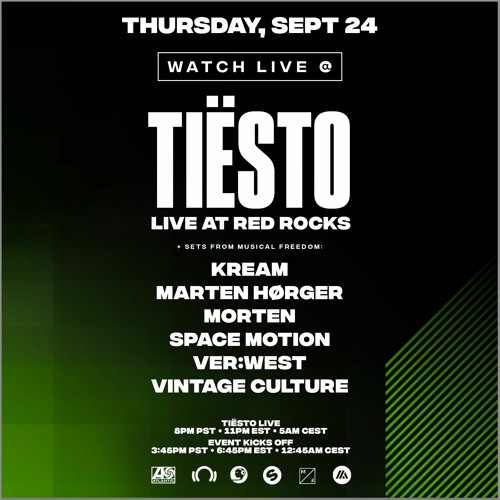 THURSDAY, SEPT 24
WATCH LIVE @
TIËSTO
LIVE AT RED ROCKS
+ SETS FROM MUSICAL FREEDOM:
KREAM
MARTEN HØRGER
MORTEN
SPACE MOTION
VER:WEST
VINTAGE CULTURE
TIËSTO LIVE
8PM PST • 11PM EST • 5AM CEST
EVENT KICKS OFF
3:45PM PST • 6:45PM EST • 12:45AM CEST
ATLANTIC